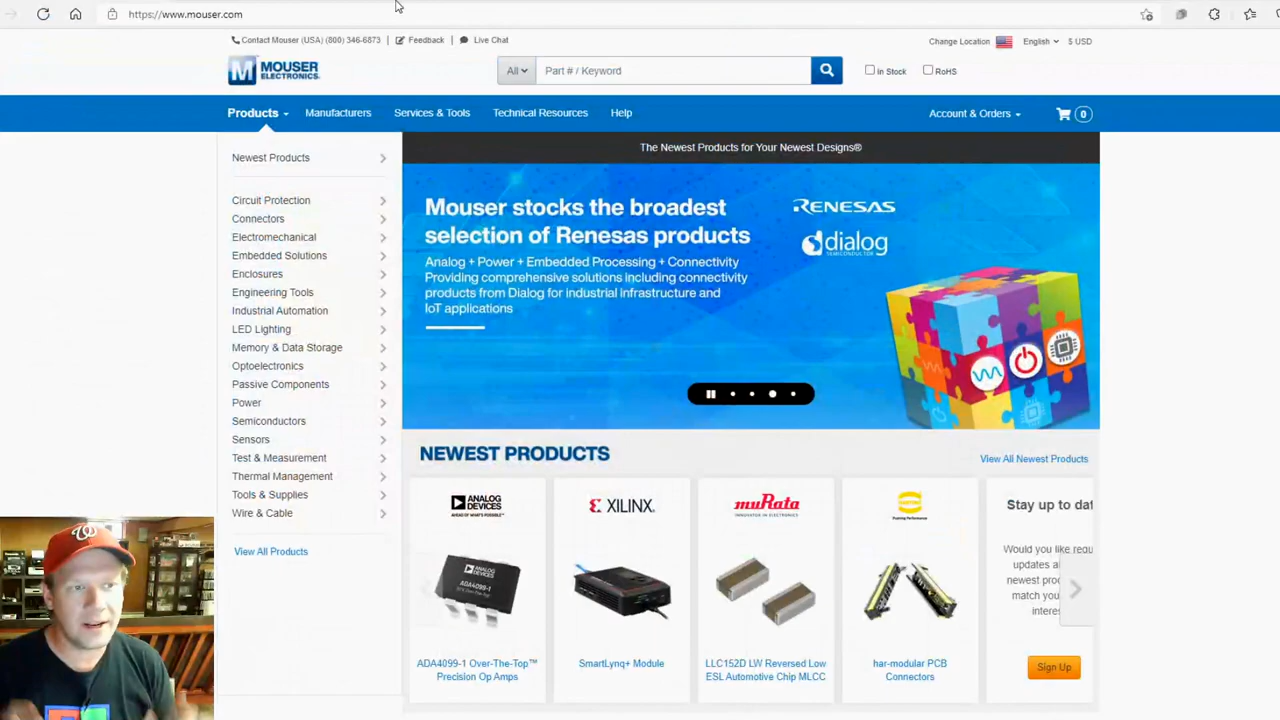 https://www.mouser.com
Contact Mouser (USA) (800) 346-6873 | Feedback | Live Chat
Change Location English $ USD
M MOUSER ELECTRONICS
All Part # / Keyword In Stock RoHS
Products Manufacturers Services & Tools Technical Resources Help Account & Orders 0
Newest Products
Circuit Protection
Connectors
Electromechanical
Embedded Solutions
Enclosures
Engineering Tools
Industrial Automation
LED Lighting
Memory & Data Storage
Optoelectronics
Passive Components
Power
Semiconductors
Sensors
Test & Measurement
Thermal Management
Tools & Supplies
Wire & Cable
View All Products
The Newest Products for Your Newest Designs®
Mouser stocks the broadest
selection of Renesas products
Analog + Power + Embedded Processing + Connectivity
Providing comprehensive solutions including connectivity
products from Dialog for industrial infrastructure and
IoT applications
RENESAS
dialog
SEMICONDUCTOR
NEWEST PRODUCTS
View All Newest Products
ANALOG
DEVICES
AHEAD OF WHAT'S POSSIBLE™
ANALOG
DEVICES
ADA4099-1
ADA4099-1 Over-The-Top™
Precision Op Amps
XILINX
SmartLynq+ Module
muRata
INNOVATOR IN ELECTRONICS
LLC152D LW Reversed Low
ESL Automotive Chip MLCC
Pushing Performance
har-modular PCB
Connectors
Stay up to dat
Would you like
updates
newest
match
Sign Up
W